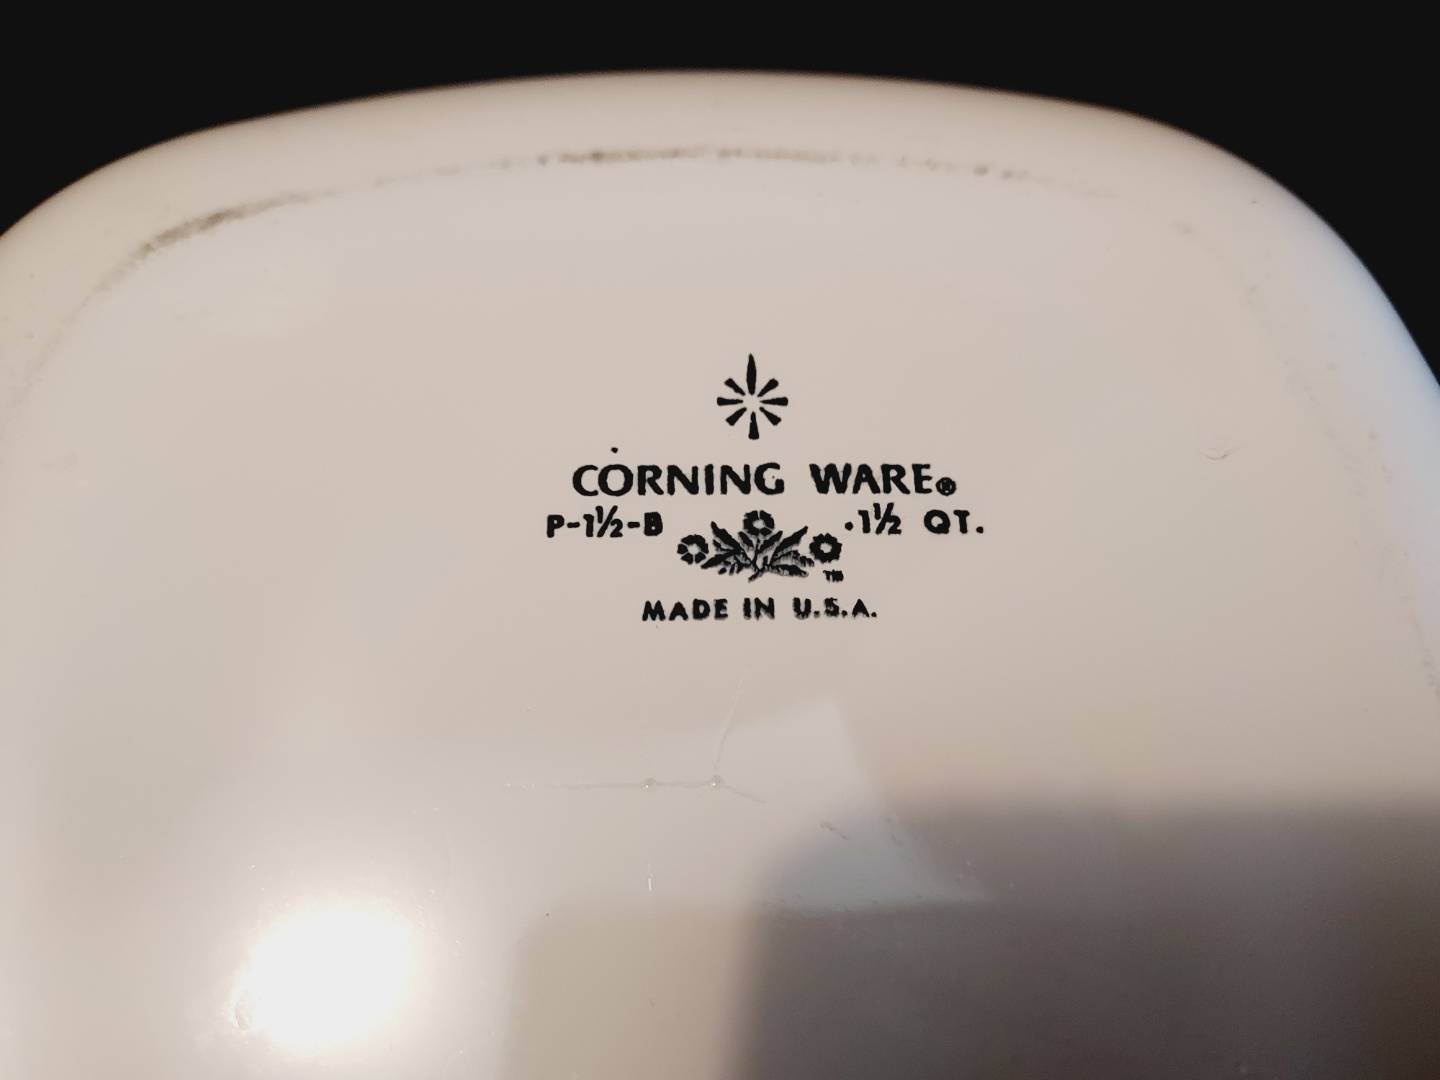 CORNING WARE®
P-1½-B · 1½ QT.
TM
MADE IN U.S.A.